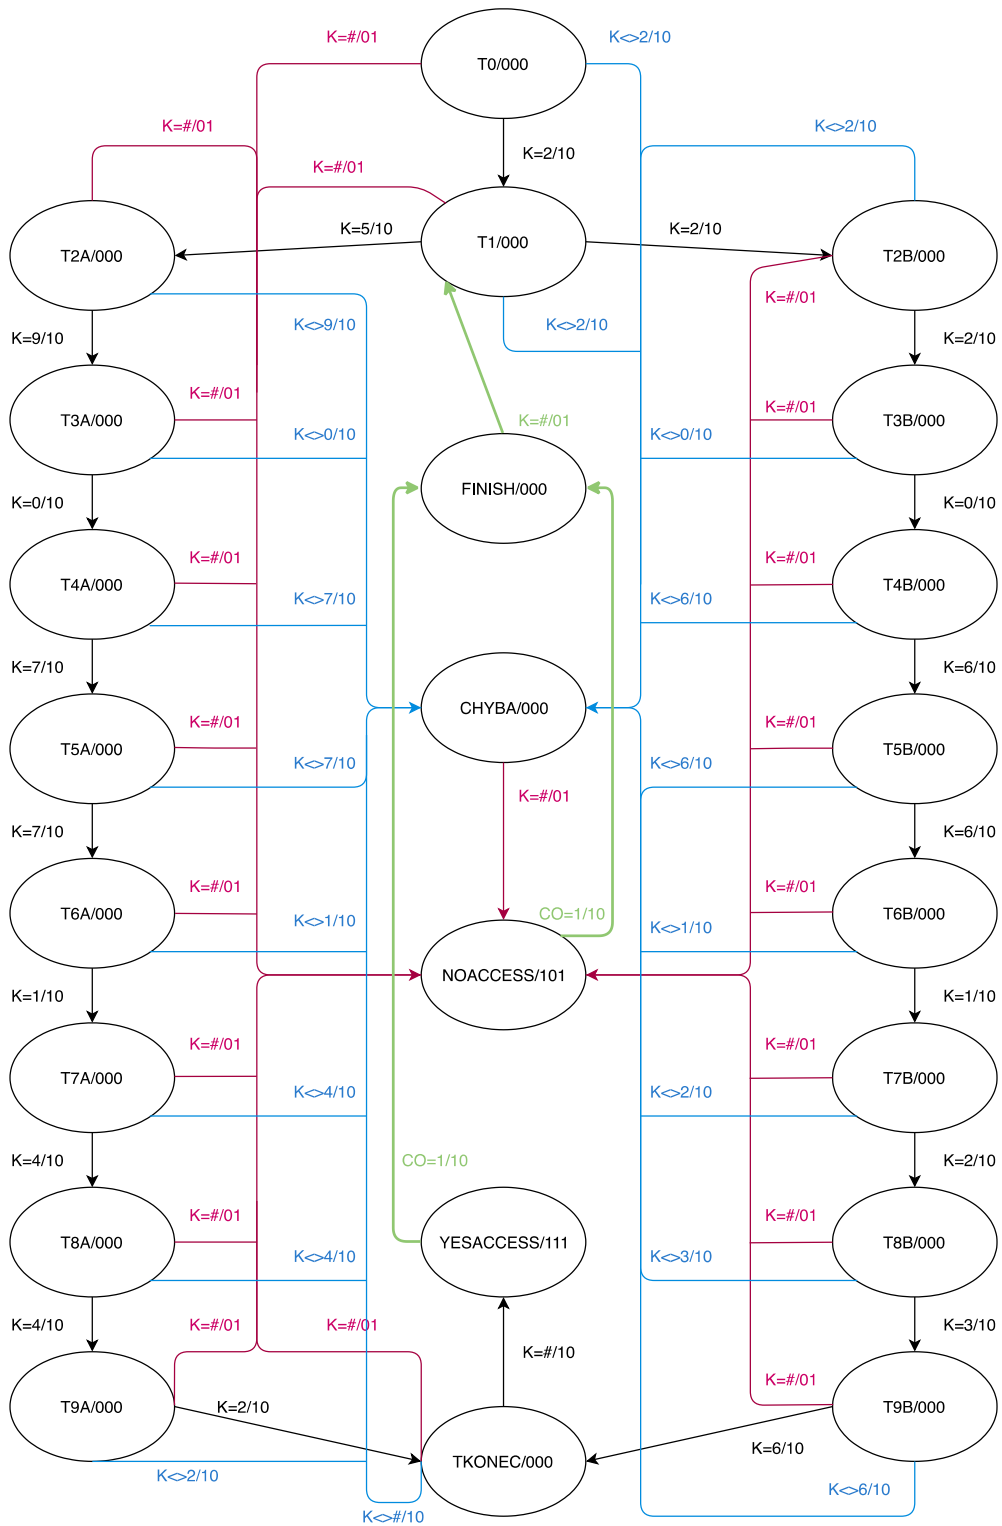 K=#/01
K<>2/10
T0/000
K=#/01
K<>2/10
K=2/10
K=#/01
K=5/10
K=2/10
T2A/000
T1/000
T2B/000
K=#/01
K<>9/10
K<>2/10
K=9/10
K=2/10
K=#/01
K=#/01
T3A/000
K=#/01
T3B/000
K<>0/10
K<>0/10
FINISH/000
K=0/10
K=0/10
K=#/01
K=#/01
T4A/000
T4B/000
K<>7/10
K<>6/10
K=7/10
K=6/10
CHYBA/000
K=#/01
K=#/01
T5A/000
T5B/000
K<>7/10
K<>6/10
K=#/01
K=7/10
K=6/10
K=#/01
K=#/01
T6A/000
CO=1/10
T6B/000
K<>1/10
K<>1/10
NOACCESS/101
K=1/10
K=1/10
K=#/01
K=#/01
T7A/000
T7B/000
K<>4/10
K<>2/10
K=4/10
CO=1/10
K=2/10
K=#/01
K=#/01
T8A/000
YESACCESS/111
T8B/000
K<>4/10
K<>3/10
K=4/10
K=#/01
K=#/01
K=3/10
K=#/10
K=#/01
T9A/000
K=2/10
T9B/000
K=6/10
TKONEC/000
K<>2/10
K<>6/10
K<>#/10